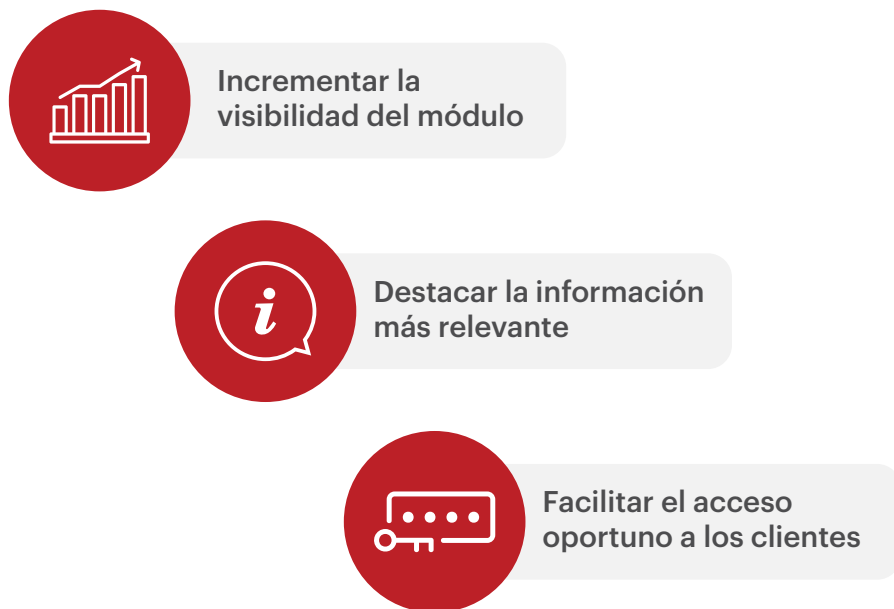 Incrementar la
visibilidad del módulo
i
Destacar la información
más relevante
Facilitar el acceso
oportuno a los clientes